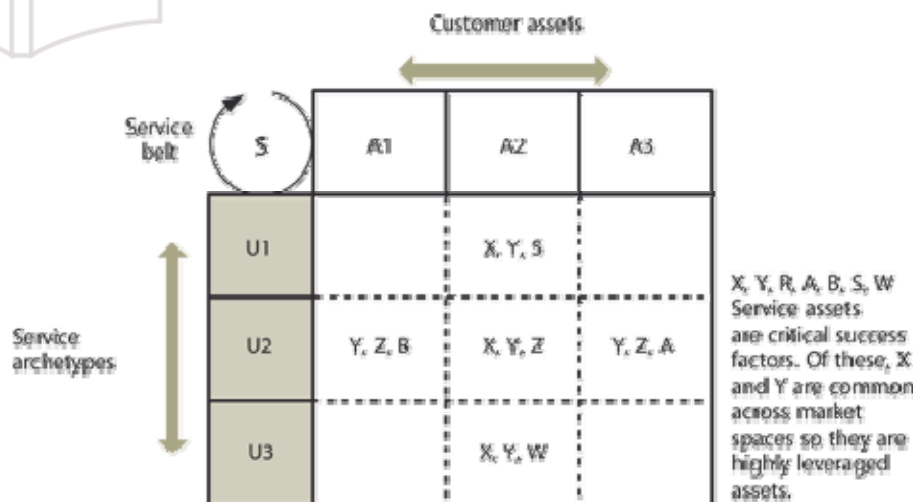 Customer assets
Service
belt
S
A1
A2
A3
U1
X, Y, S
Service
archetypes
U2
Y, Z, B
X, Y, Z
Y, Z, A
U3
X, Y, W
X, Y, R, A, B, S, W
Service assets
are critical success
factors. Of these, X
and Y are common
across market
spaces so they are
highly leveraged
assets.